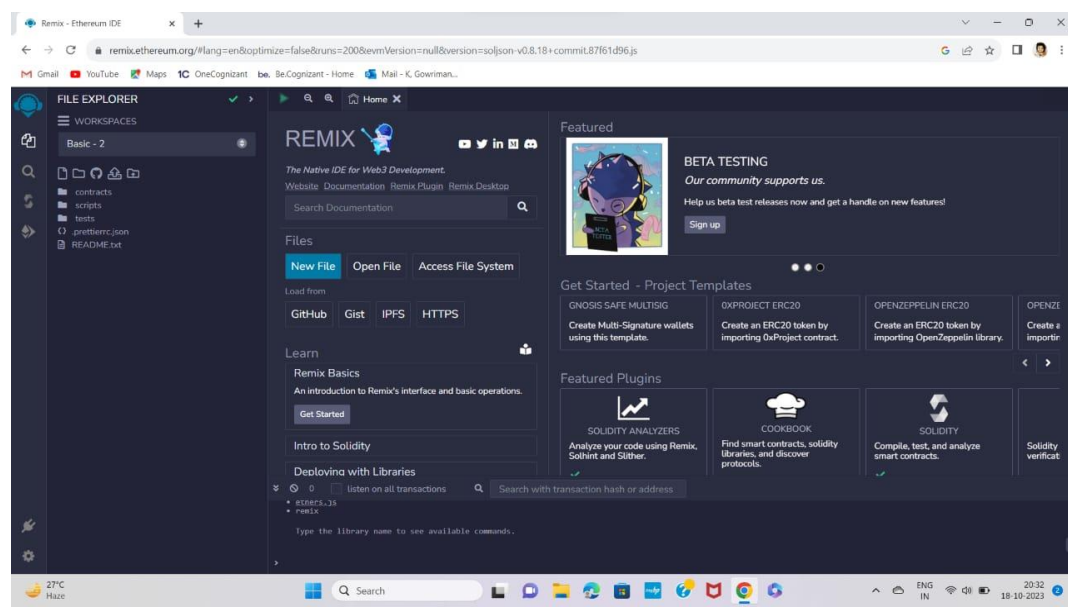 Remix - Ethereum IDE
remix.ethereum.org/#lang=en&optimize=false&runs=200&evmVersion=null&version=soljson-v0.8.18+commit.87f61d96.js
Gmail YouTube Maps 1C OneCognizant be. Be.Cognizant - Home Mail - K, Gowriman...
FILE EXPLORER
WORKSPACES
Basic - 2
contracts
scripts
tests
.prettierrc.json
README.txt
Home
REMIX
The Native IDE for Web3 Development.
Website Documentation Remix Plugin Remix Desktop
Search Documentation
Files
New File Open File Access File System
Load from
GitHub Gist IPFS HTTPS
Learn
Remix Basics
An introduction to Remix's interface and basic operations.
Get Started
Intro to Solidity
Deploying with Libraries
Featured
BETA TESTING
Our community supports us.
Help us beta test releases now and get a handle on new features!
Sign up
BETA
TESTER
Get Started - Project Templates
GNOSIS SAFE MULTISIG
Create Multi-Signature wallets
using this template.
0XPROJECT ERC20
Create an ERC20 token by
importing 0xProject contract.
OPENZEPPELIN ERC20
Create an ERC20 token by
importing OpenZeppelin library.
OPENZE
Create a
importin
Featured Plugins
SOLIDITY ANALYZERS
Analyze your code using Remix,
Solhint and Slither.
COOKBOOK
Find smart contracts, solidity
libraries, and discover
protocols.
SOLIDITY
Compile, test, and analyze
smart contracts.
Solidity
verificati
0 listen on all transactions Search with transaction hash or address
• ethers.js
• remix
Type the library name to see available commands.
>
27°C
Haze
Search
ENG
IN
20:32
18-10-2023
2